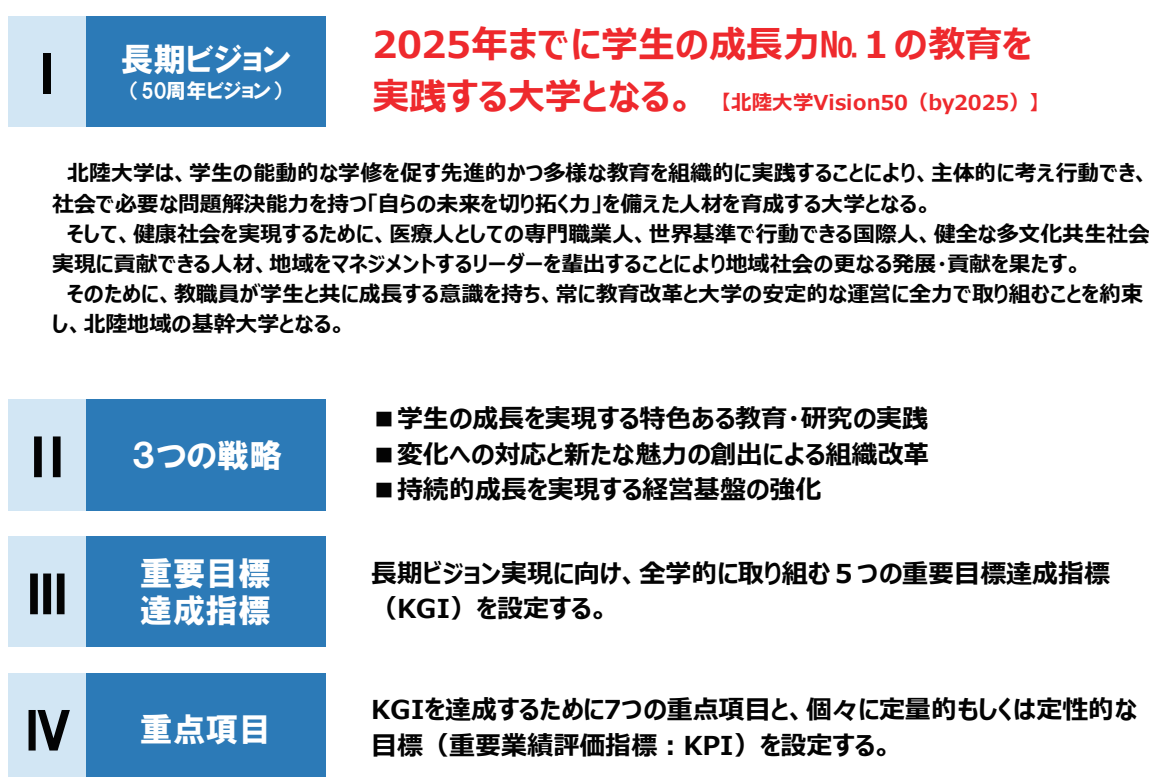 I
長期ビジョン
（50周年ビジョン）
2025年までに学生の成長力№１の教育を
実践する大学となる。【北陸大学Vision50（by2025）】
北陸大学は、学生の能動的な学修を促す先進的かつ多様な教育を組織的に実践することにより、主体的に考え行動でき、
社会で必要な問題解決能力を持つ「自らの未来を切り拓く力」を備えた人材を育成する大学となる。
そして、健康社会を実現するために、医療人としての専門職業人、世界基準で行動できる国際人、健全な多文化共生社会
実現に貢献できる人材、地域をマネジメントするリーダーを輩出することにより地域社会の更なる発展・貢献を果たす。
そのために、教職員が学生と共に成長する意識を持ち、常に教育改革と大学の安定的な運営に全力で取り組むことを約束
し、北陸地域の基幹大学となる。
II
3つの戦略
■学生の成長を実現する特色ある教育・研究の実践
■変化への対応と新たな魅力の創出による組織改革
■持続的成長を実現する経営基盤の強化
III
重要目標
達成指標
長期ビジョン実現に向け、全学的に取り組む５つの重要目標達成指標
（KGI）を設定する。
IV
重点項目
KGIを達成するために7つの重点項目と、個々に定量的もしくは定性的な
目標（重要業績評価指標：KPI）を設定する。